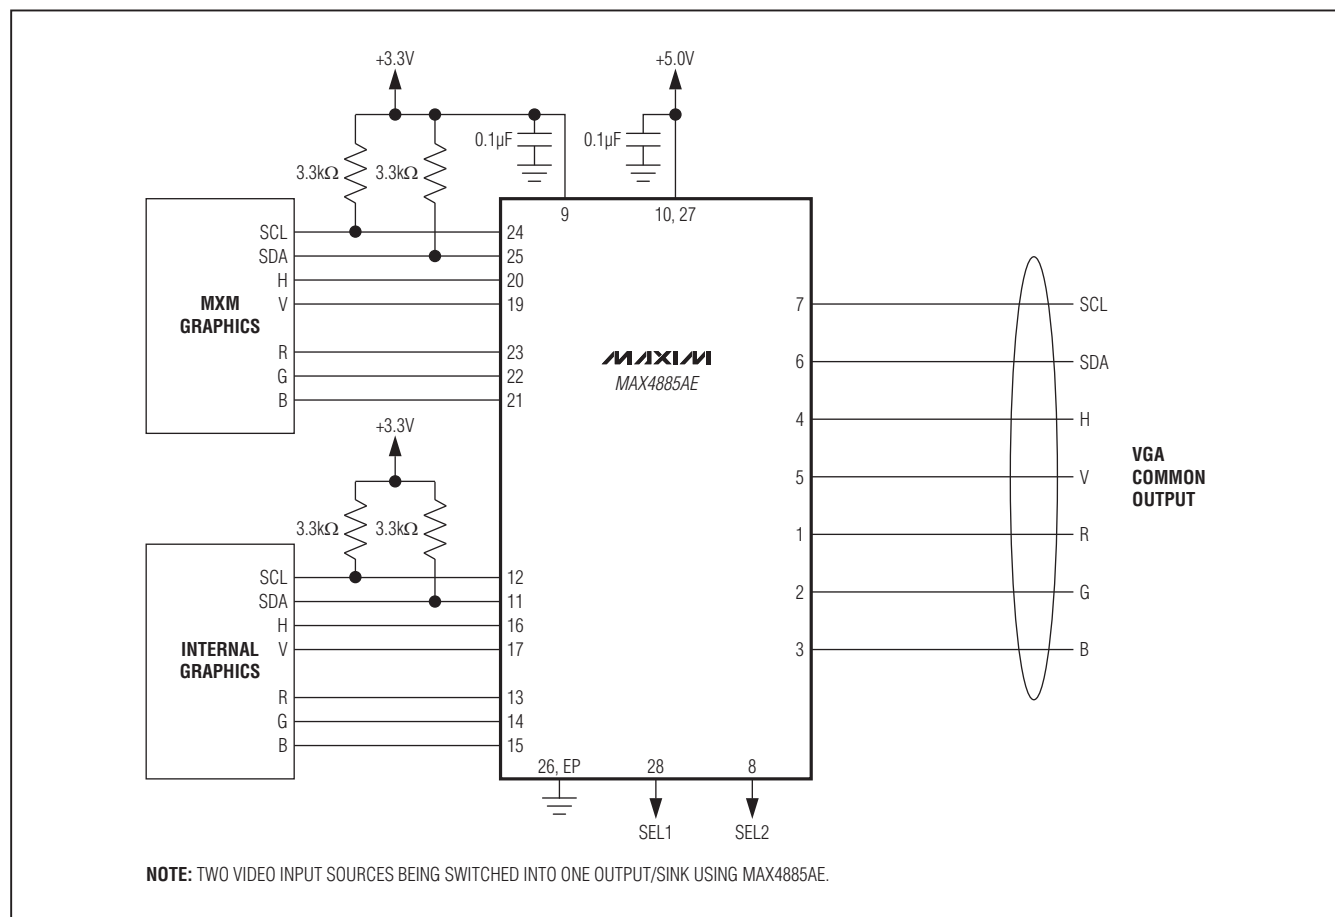 +3.3V
+5.0V
0.1µF
0.1µF
3.3kΩ
3.3kΩ
9
10, 27
SCL
24
SDA
25
H
20
V
19
MXM
GRAPHICS
R
23
G
22
B
21
MAXIM
MAX4885AE
7
SCL
6
SDA
4
H
5
V
1
R
2
G
3
B
VGA
COMMON
OUTPUT
+3.3V
3.3kΩ
3.3kΩ
SCL
12
SDA
11
H
16
V
17
INTERNAL
GRAPHICS
R
13
G
14
B
15
26, EP
28
8
SEL1
SEL2
NOTE: TWO VIDEO INPUT SOURCES BEING SWITCHED INTO ONE OUTPUT/SINK USING MAX4885AE.